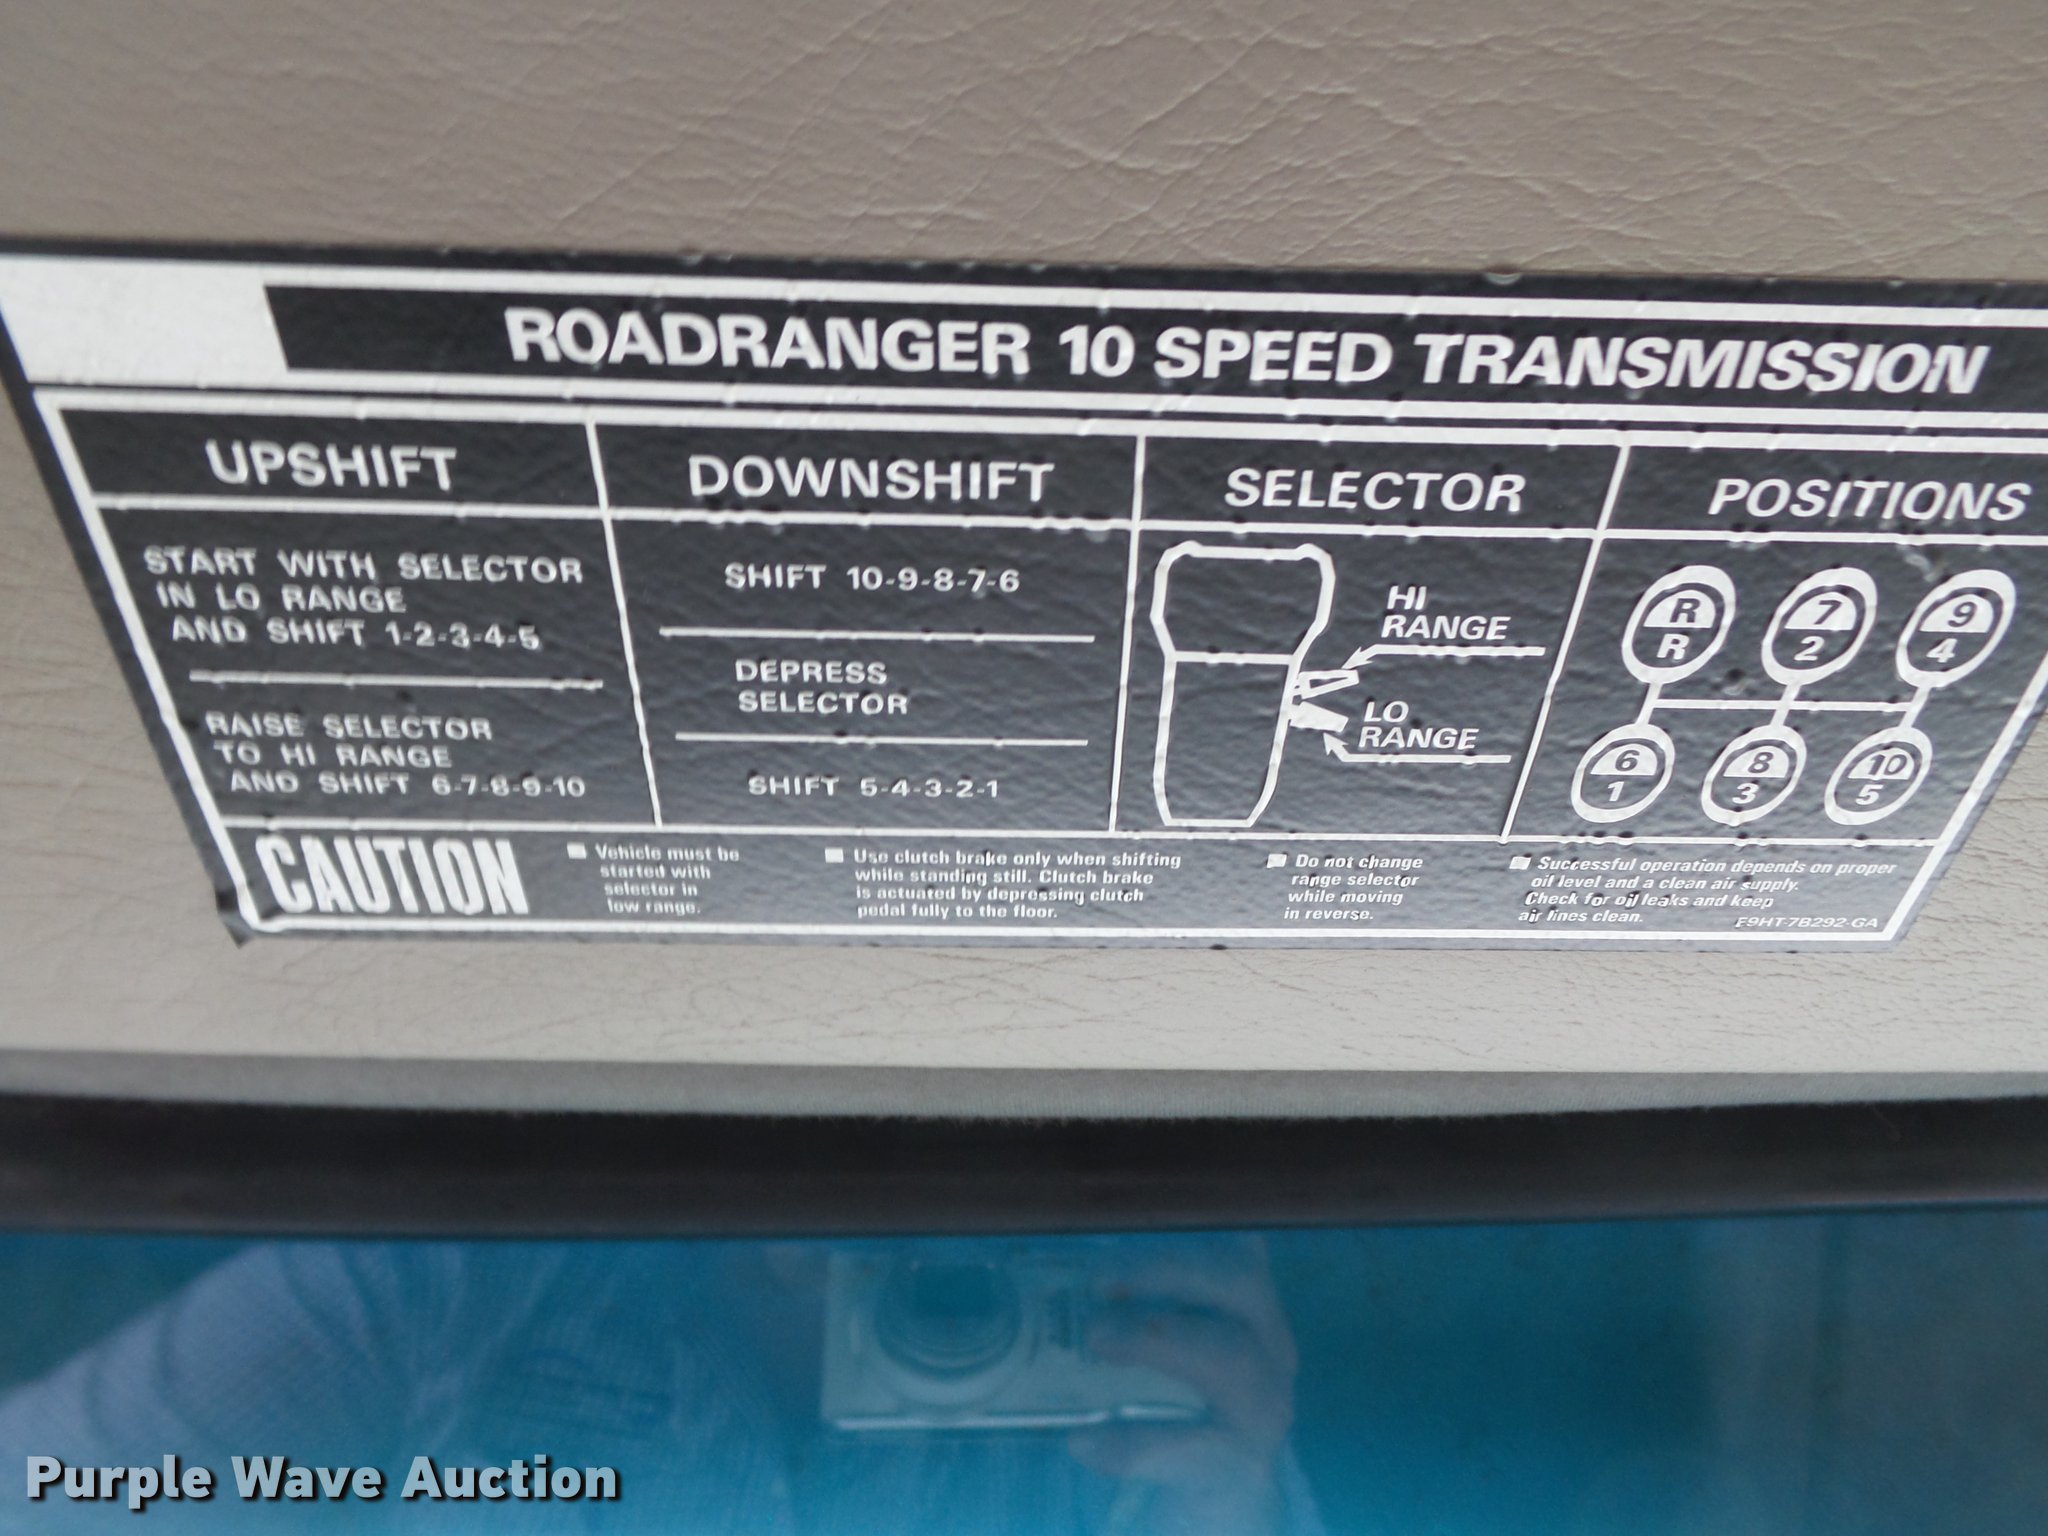 ROADRANGER 10 SPEED TRANSMISSION
UPSHIFT
START WITH SELECTOR
IN LO RANGE
AND SHIFT 1-2-3-4-5
RAISE SELECTOR
TO HI RANGE
AND SHIFT 6-7-8-9-10
DOWNSHIFT
SHIFT 10-9-8-7-6
DEPRESS
SELECTOR
SHIFT 5-4-3-2-1
SELECTOR
HI
RANGE
LO
RANGE
POSITIONS
R 7 9
R 2 4
6 8 10
1 3 5
CAUTION
Vehicle must be
started with
selector in
low range.
Use clutch brake only when shifting
while standing still. Clutch brake
is actuated by depressing clutch
pedal fully to the floor.
Do not change
range selector
while moving
in reverse.
Successful operation depends on proper
oil level and a clean air supply.
Check for oil leaks and keep
air lines clean.
F9HT-7B292-GA
Purple Wave Auction